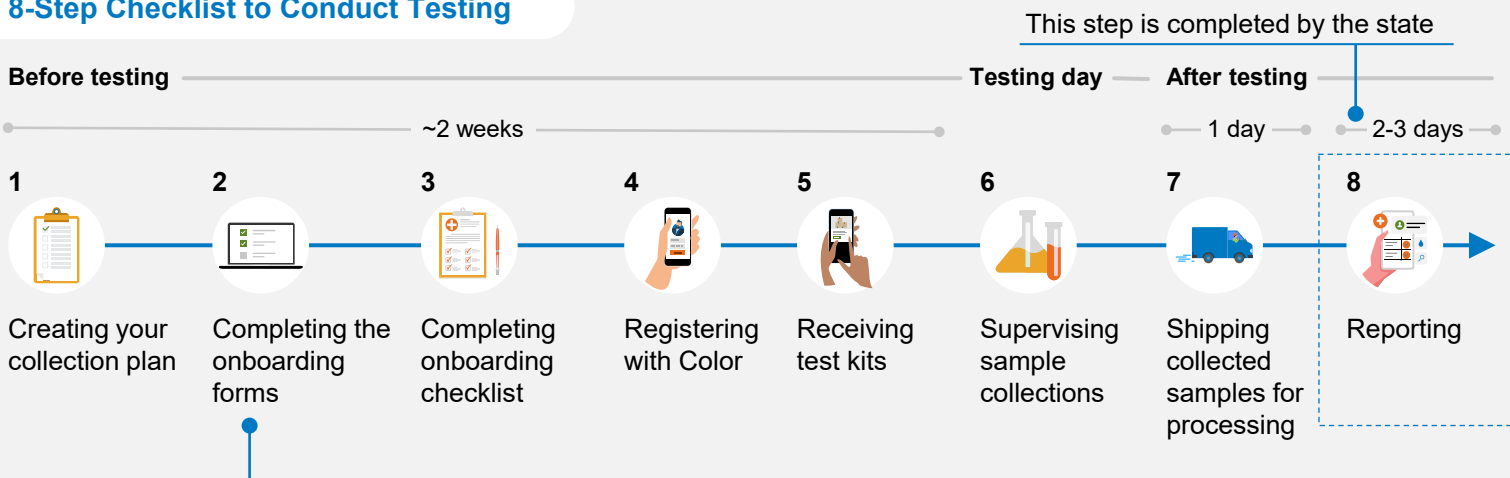 8-Step Checklist to Conduct Testing
This step is completed by the state
Before testing
Testing day
After testing
~2 weeks
1 day
2-3 days
1
2
3
4
5
6
7
8
Creating your
collection plan
Completing the
onboarding
forms
Completing
onboarding
checklist
Registering
with Color
Receiving
test kits
Supervising
sample
collections
Shipping
collected
samples for
processing
Reporting